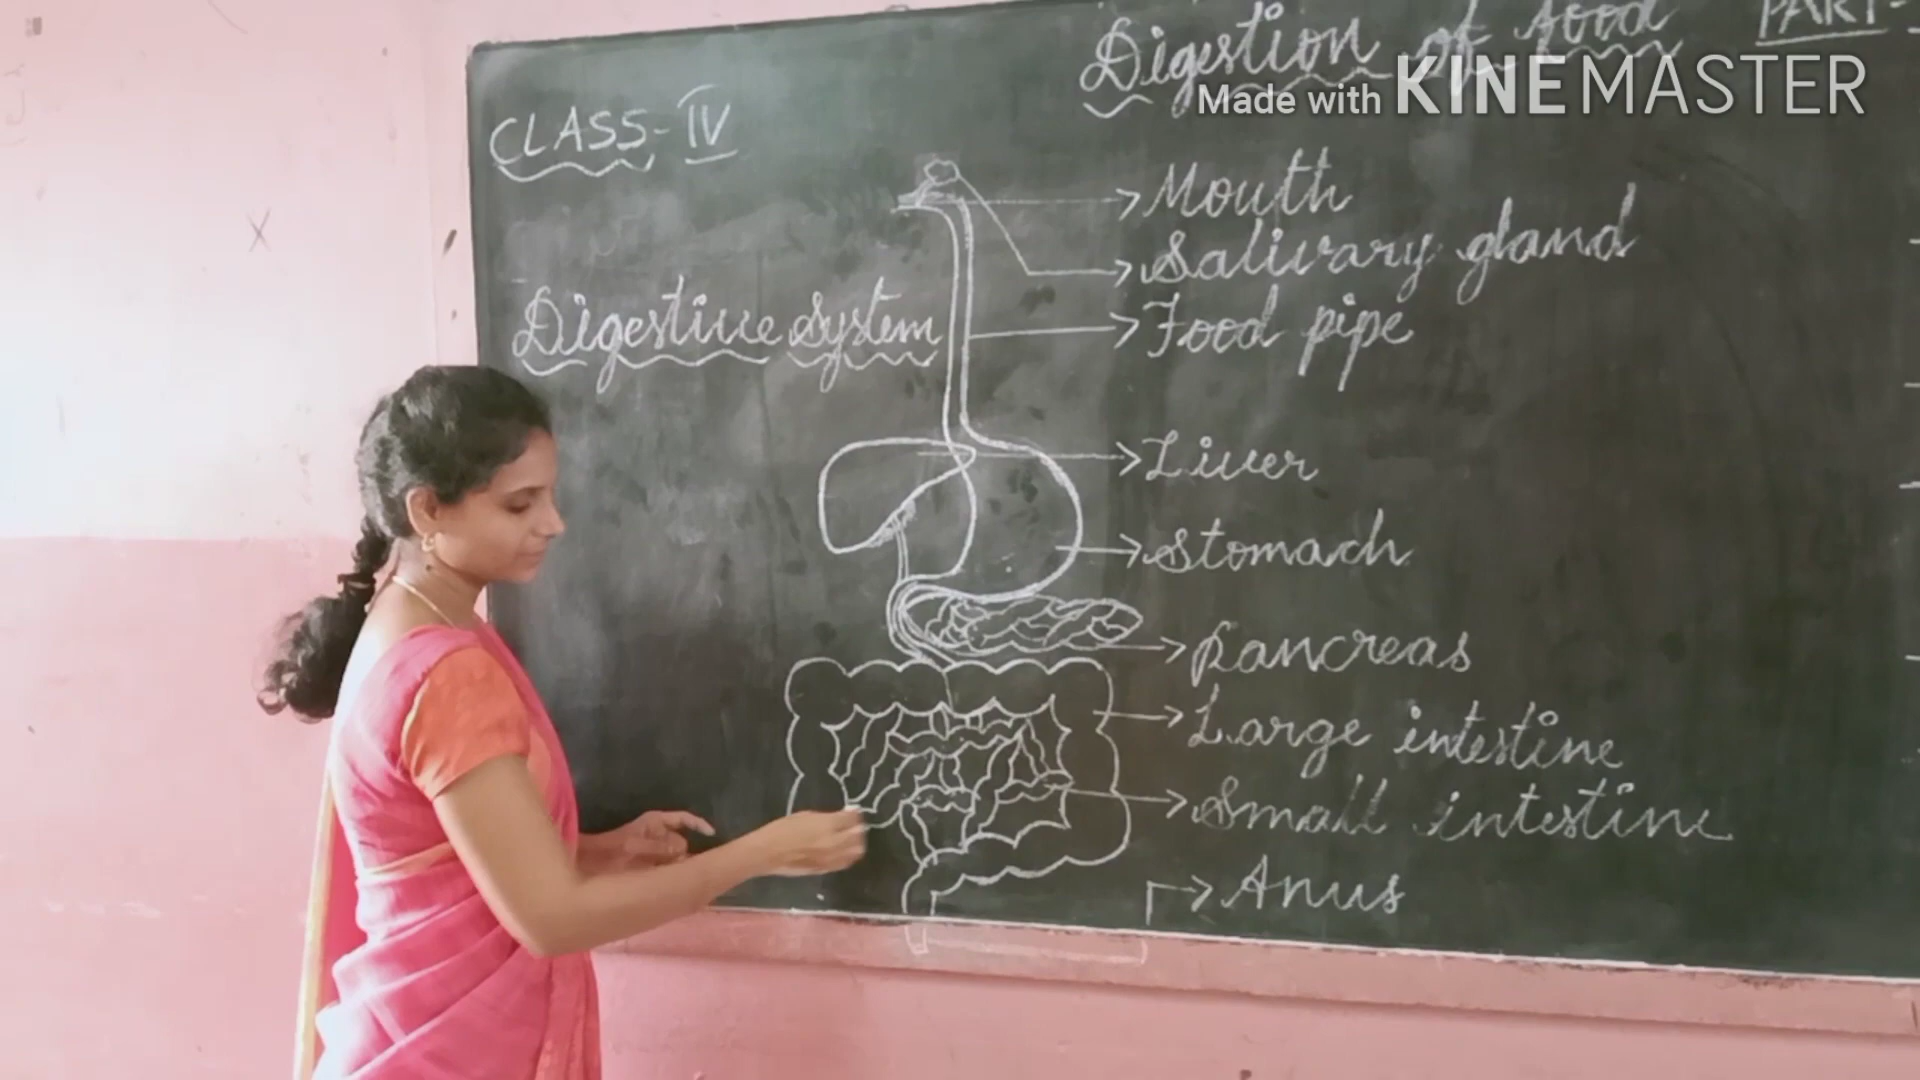 Digestion of food PART-
Made with KINEMASTER
CLASS-IV
Mouth
Salivary gland
Digestive System
Food pipe
Liver
Stomach
Pancreas
Large intestine
Small intestine
Anus